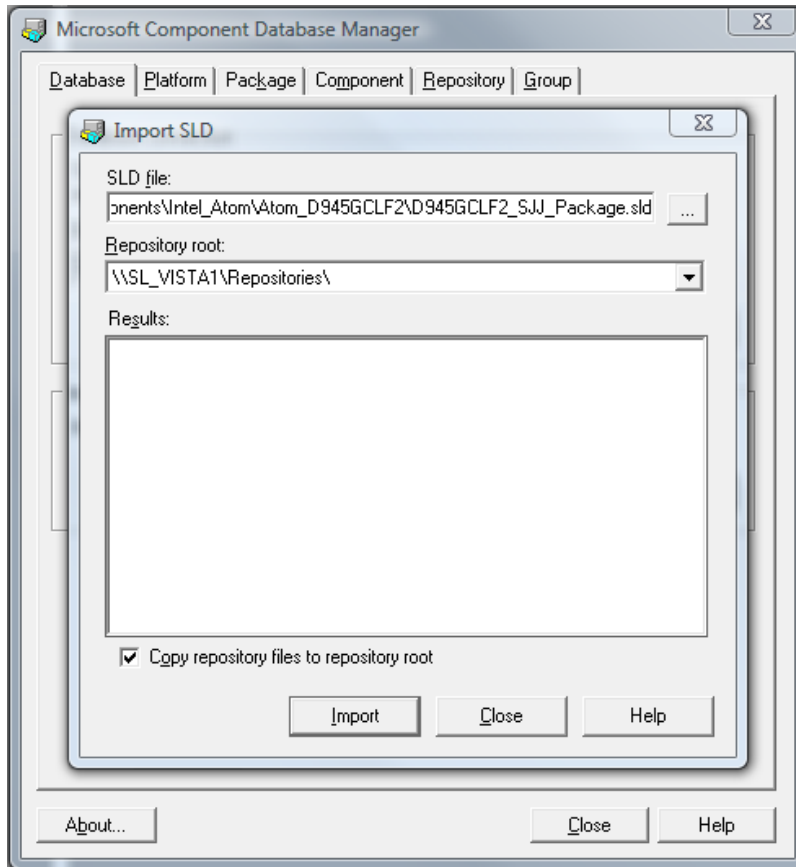 Microsoft Component Database Manager
Database Platform Package Component Repository Group
Import SLD
SLD file:
onents\Intel_Atom\Atom_D945GCLF2\D945GCLF2_SJJ_Package.sld ...
Repository root:
\\SL_VISTA1\Repositories\
Results:
Copy repository files to repository root
Import Close Help
About... Close Help